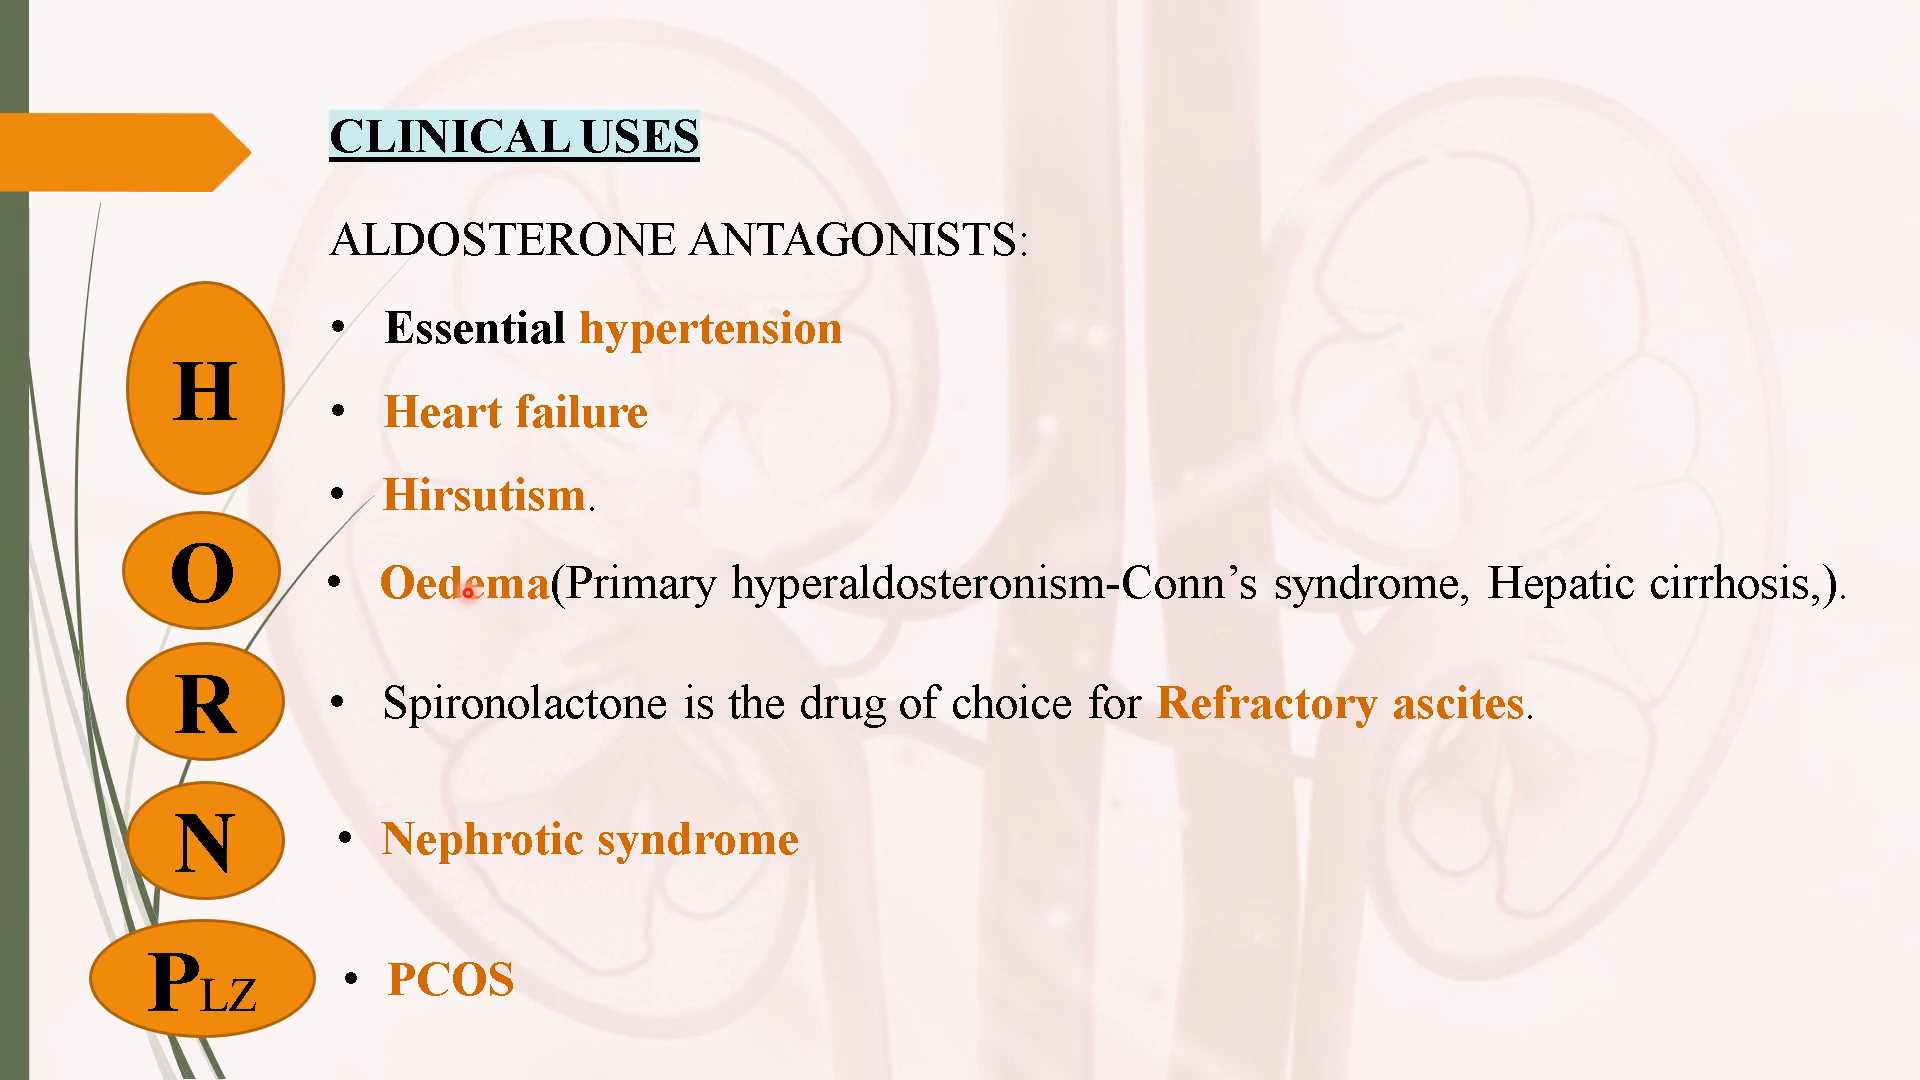 CLINICAL USES
ALDOSTERONE ANTAGONISTS:
H
• Essential hypertension
• Heart failure
• Hirsutism.
O
• Oedema(Primary hyperaldosteronism-Conn’s syndrome, Hepatic cirrhosis,).
R
• Spironolactone is the drug of choice for Refractory ascites.
N
• Nephrotic syndrome
PLZ
• PCOS